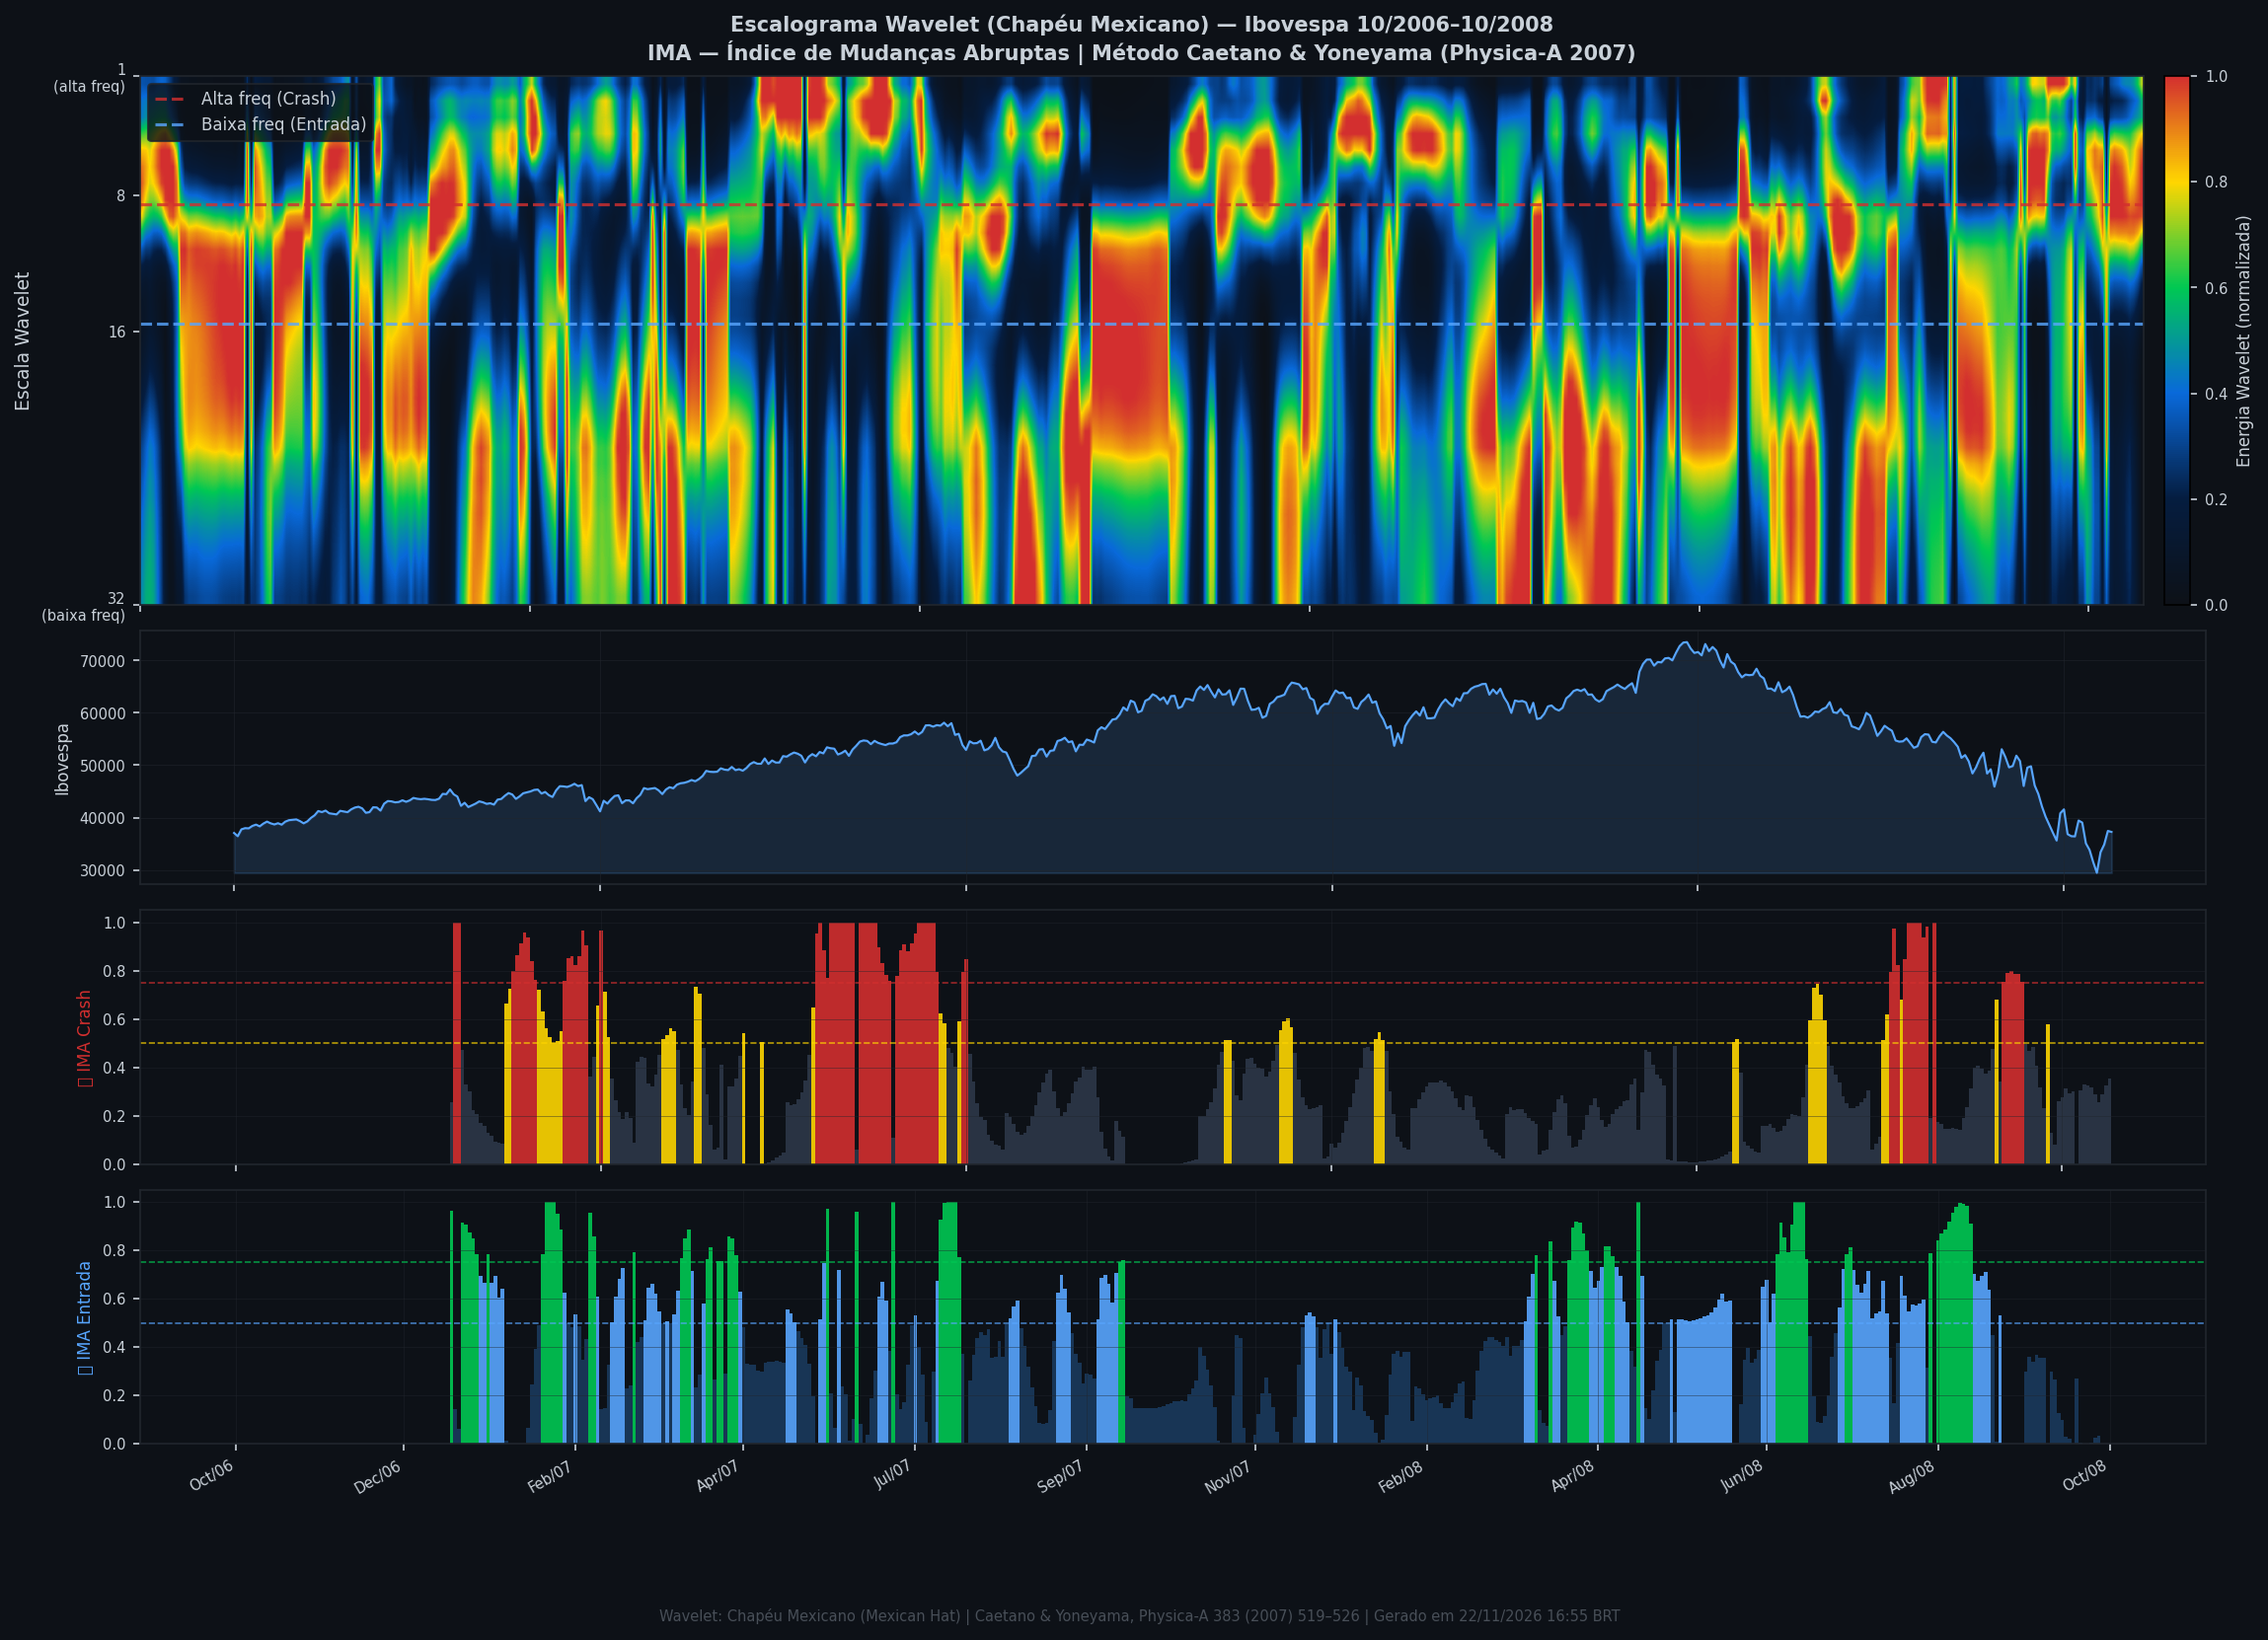 Escalograma Wavelet (Chapéu Mexicano) — Ibovespa 10/2006–10/2008
IMA — Índice de Mudanças Abruptas | Método Caetano & Yoneyama (Physica-A 2007)
1
(alta freq)
8
16
32
(baixa freq)
Escala Wavelet
Alta freq (Crash)
Baixa freq (Entrada)
1.0
0.8
0.6
0.4
0.2
0.0
Energia Wavelet (normalizada)
70000
60000
50000
40000
30000
Ibovespa
1.0
0.8
0.6
0.4
0.2
0.0
IMA Crash
1.0
0.8
0.6
0.4
0.2
0.0
IMA Entrada
Oct/06
Dec/06
Feb/07
Apr/07
Jul/07
Sep/07
Nov/07
Feb/08
Apr/08
Jun/08
Aug/08
Oct/08
Wavelet: Chapéu Mexicano (Mexican Hat) | Caetano & Yoneyama, Physica-A 383 (2007) 519–526 | Gerado em 22/11/2026 16:55 BRT